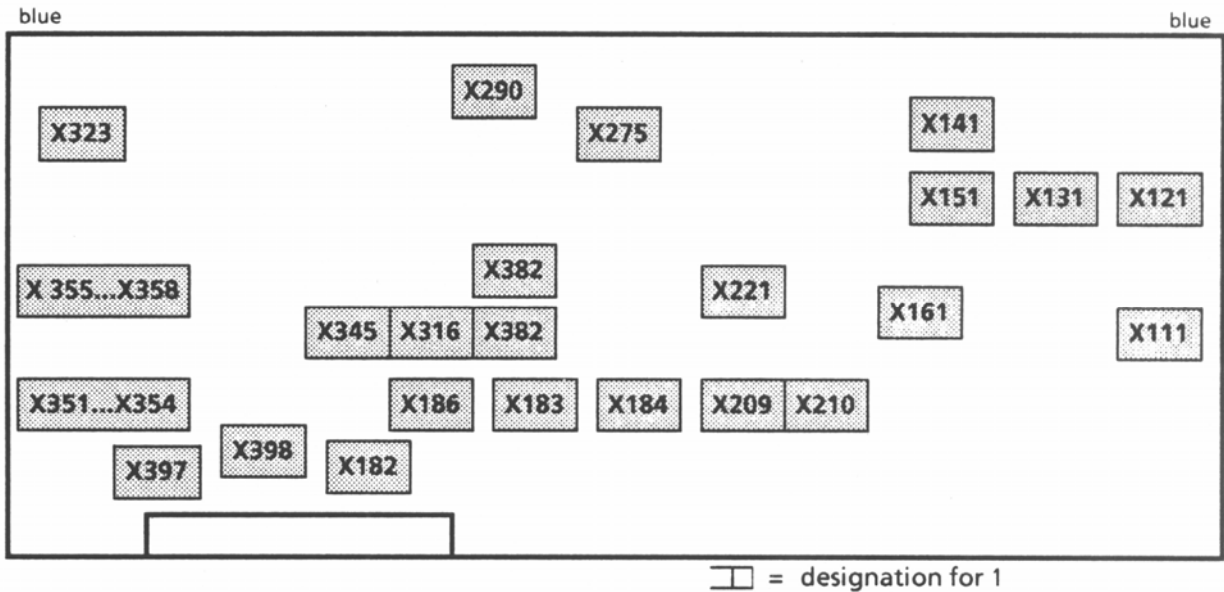 blue
blue
X290
X323
X275
X141
X151
X131
X121
X382
X 355...X358
X221
X161
X345
X316
X382
X111
X351...X354
X186
X183
X184
X209
X210
X398
X397
X182
= designation for 1